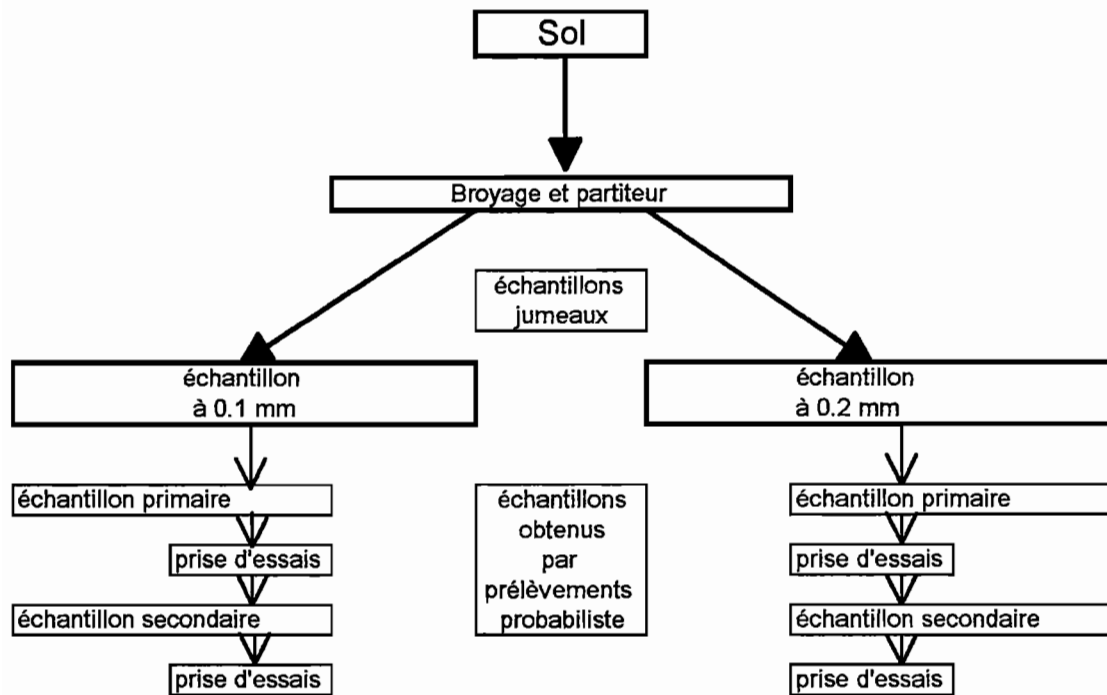 Sol
Broyage et partiteur
échantillons
jumeaux
échantillon
à 0.1 mm
échantillon
à 0.2 mm
échantillon primaire
prise d'essais
échantillon secondaire
prise d'essais
échantillons
obtenus
par
prélèvements
probabiliste
échantillon primaire
prise d'essais
échantillon secondaire
prise d'essais